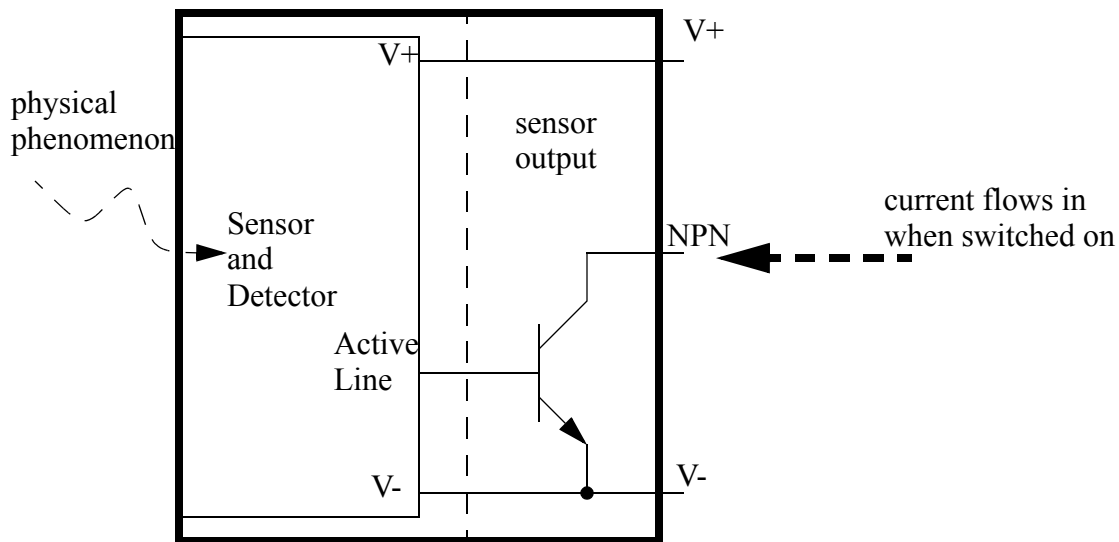 V+
V+
physical
phenomenon
sensor
output
Sensor
and
Detector
NPN
current flows in
when switched on
Active
Line
V-
V-